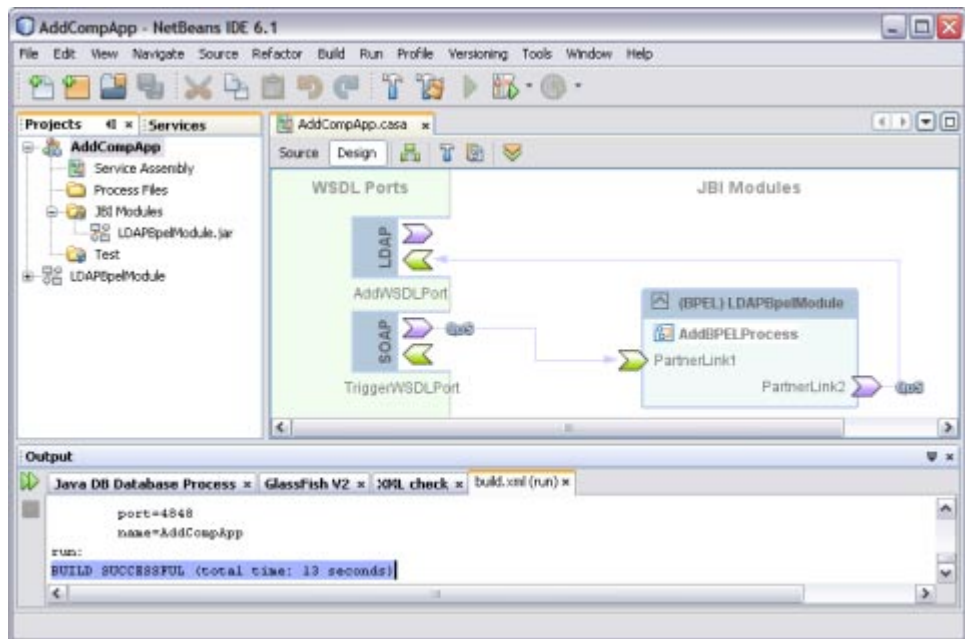 AddCompApp - NetBeans IDE 6.1
File Edit View Navigate Source Refactor Build Run Profile Versioning Tools Window Help
Projects Services
AddCompApp.casa
AddCompApp
Source Design
Service Assembly
Process Files
JBI Modules
LDAPBpelModule.jar
Test
LDAPBpelModule
WSDL Ports
JBI Modules
LDAP
AddWSDLPort
(BPEL) LDAPBpelModule
SOAP
AddBPELProcess
PartnerLink1
TriggerWSDLPort
PartnerLink2
Output
Java DB Database Process GlassFish V2 XML check build.xml (run)
port=4848
name=AddCompApp
run:
BUILD SUCCESSFUL (total time: 13 seconds)